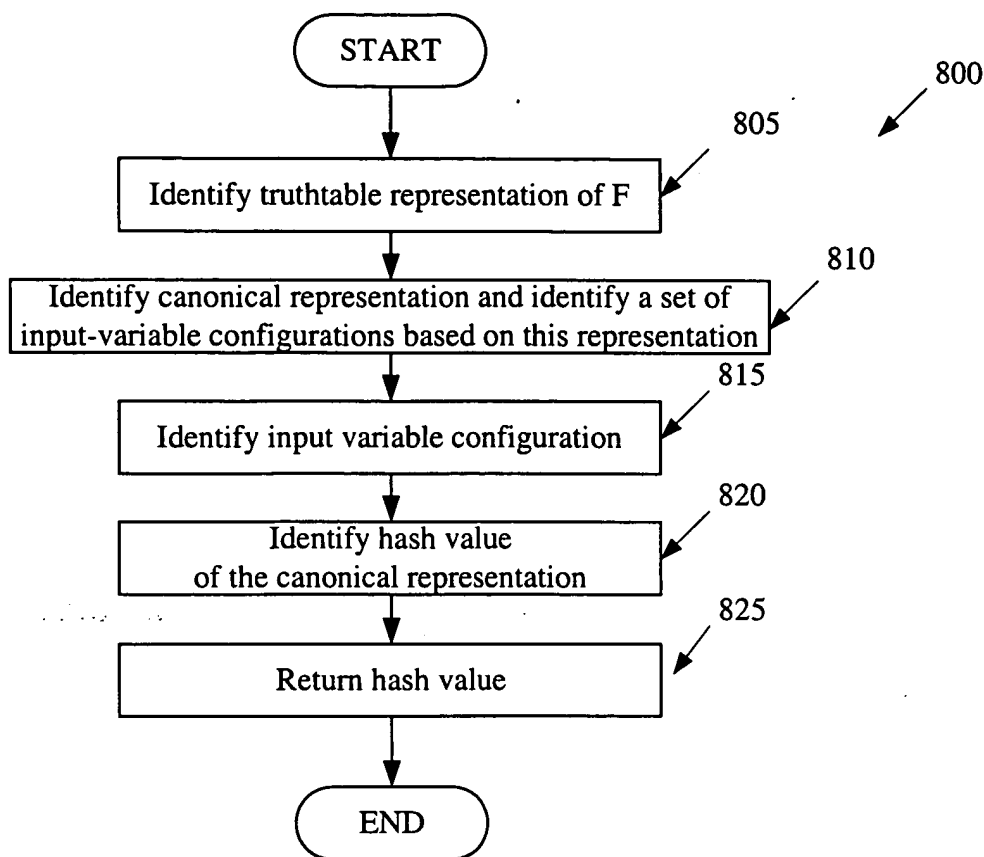 START
800
805
Identify truthtable representation of F
810
Identify canonical representation and identify a set of
input-variable configurations based on this representation
815
Identify input variable configuration
820
Identify hash value
of the canonical representation
825
Return hash value
END